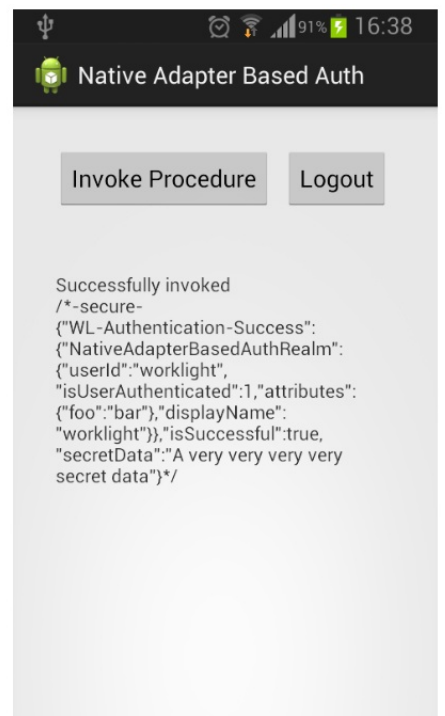 91% 16:38
Native Adapter Based Auth
Invoke Procedure Logout
Successfully invoked
/*-secure-
{"WL-Authentication-Success":
{"NativeAdapterBasedAuthRealm":
{"userId":"worklight",
"isUserAuthenticated":1,"attributes":
{"foo":"bar"},"displayName":
"worklight"}},"isSuccessful":true,
"secretData":"A very very very very
secret data"}*/